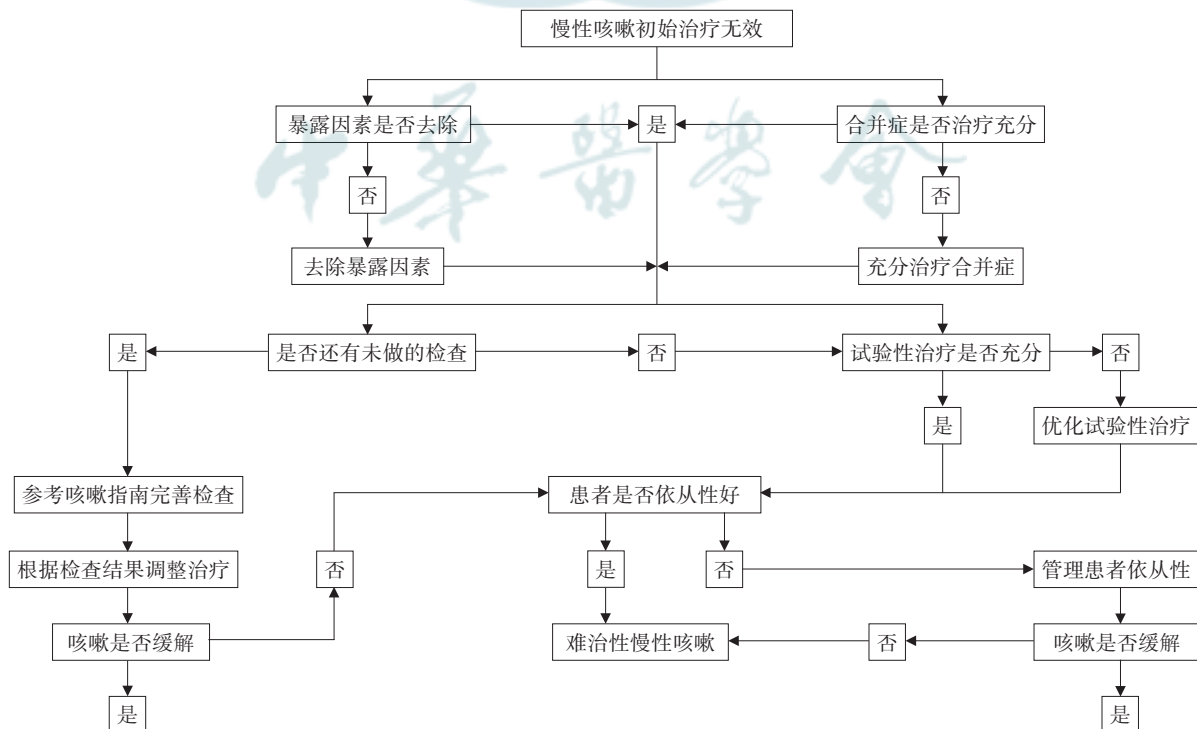 慢性咳嗽初始治疗无效
暴露因素是否去除
是
合并症是否治疗充分
中华医学会
否
否
去除暴露因素
充分治疗合并症
是
是否还有未做的检查
否
试验性治疗是否充分
否
是
优化试验性治疗
参考咳嗽指南完善检查
患者是否依从性好
根据检查结果调整治疗
否
是
否
管理患者依从性
咳嗽是否缓解
难治性慢性咳嗽
否
咳嗽是否缓解
是
是